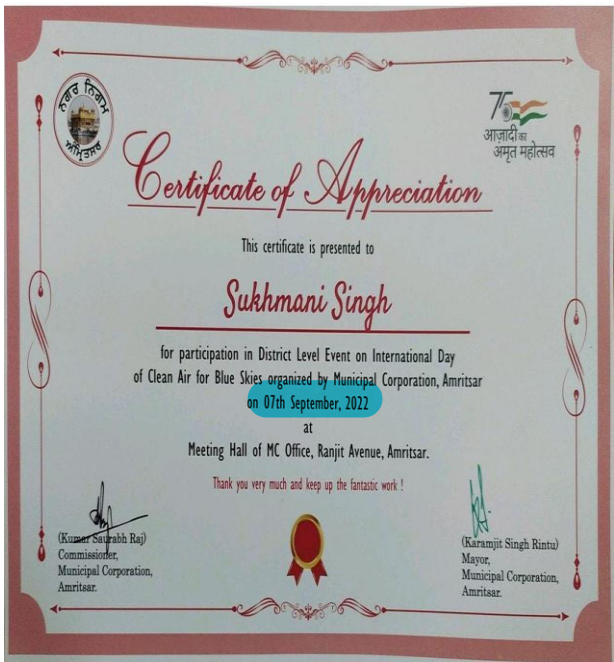 ਨਗਰ ਨਿਗਮ
ਅੰਮ੍ਰਿਤਸਰ
75
आज़ादी का
अमृत महोत्सव
Certificate of Appreciation
This certificate is presented to
Sukhmani Singh
for participation in District Level Event on International Day
of Clean Air for Blue Skies organized by Municipal Corporation, Amritsar
on 07th September, 2022
at
Meeting Hall of MC Office, Ranjit Avenue, Amritsar.
Thank you very much and keep up the fantastic work !
(Kumar Saurabh Raj)
Commissioner,
Municipal Corporation,
Amritsar.
(Karamjit Singh Rintu)
Mayor,
Municipal Corporation,
Amritsar.